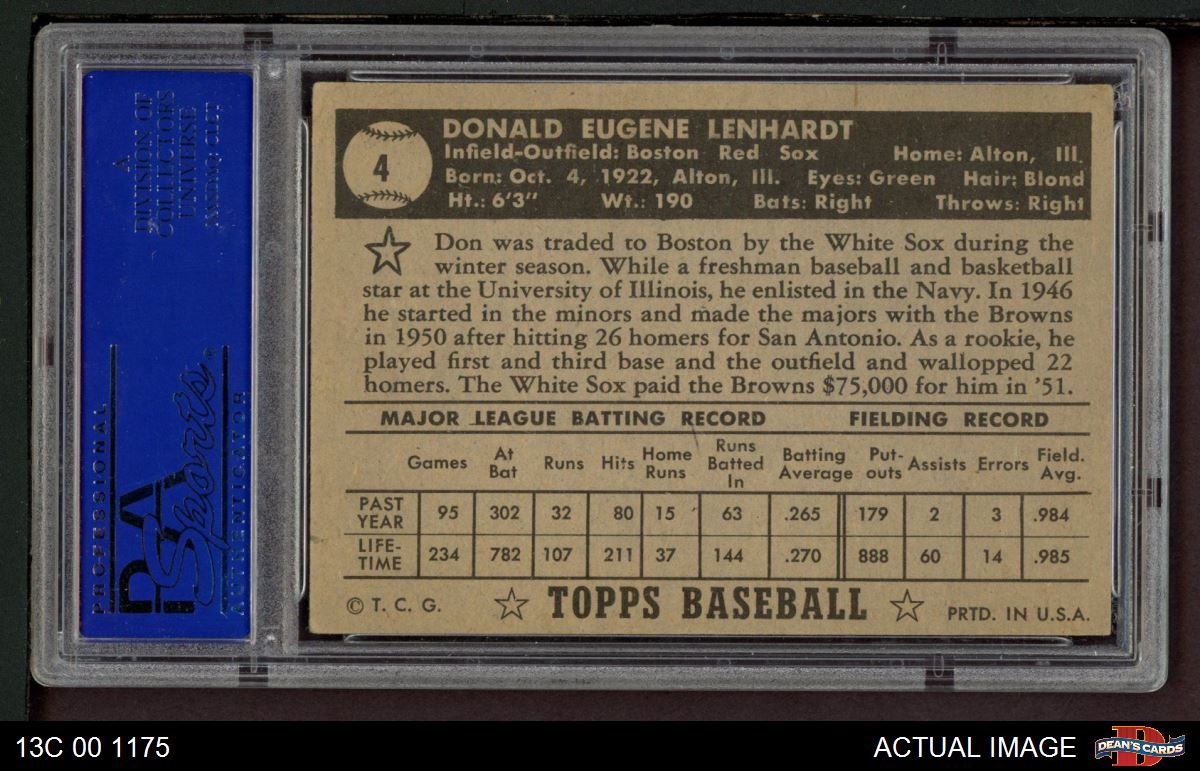 A
DIVISION OF
COLLECTORS
UNIVERSE
NASDAQ: CLCT
PROFESSIONAL
PSA
Sports
AUTHENTICATOR
4
DONALD EUGENE LENHARDT
Infield-Outfield: Boston Red Sox Home: Alton, Ill.
Born: Oct. 4, 1922, Alton, Ill. Eyes: Green Hair: Blond
Ht.: 6'3" Wt.: 190 Bats: Right Throws: Right
Don was traded to Boston by the White Sox during the
winter season. While a freshman baseball and basketball
star at the University of Illinois, he enlisted in the Navy. In 1946
he started in the minors and made the majors with the Browns
in 1950 after hitting 26 homers for San Antonio. As a rookie, he
played first and third base and the outfield and wallopped 22
homers. The White Sox paid the Browns $75,000 for him in '51.
MAJOR LEAGUE BATTING RECORD FIELDING RECORD
Games At Bat Runs Hits Home Runs Runs Batted In Batting Average Put-outs Assists Errors Field. Avg.
PAST YEAR 95 302 32 80 15 63 .265 179 2 3 .984
LIFE-TIME 234 782 107 211 37 144 .270 888 60 14 .985
© T. C. G. TOPPS BASEBALL PRTD. IN U.S.A.
13C 00 1175 ACTUAL IMAGE D DEAN'S CARDS